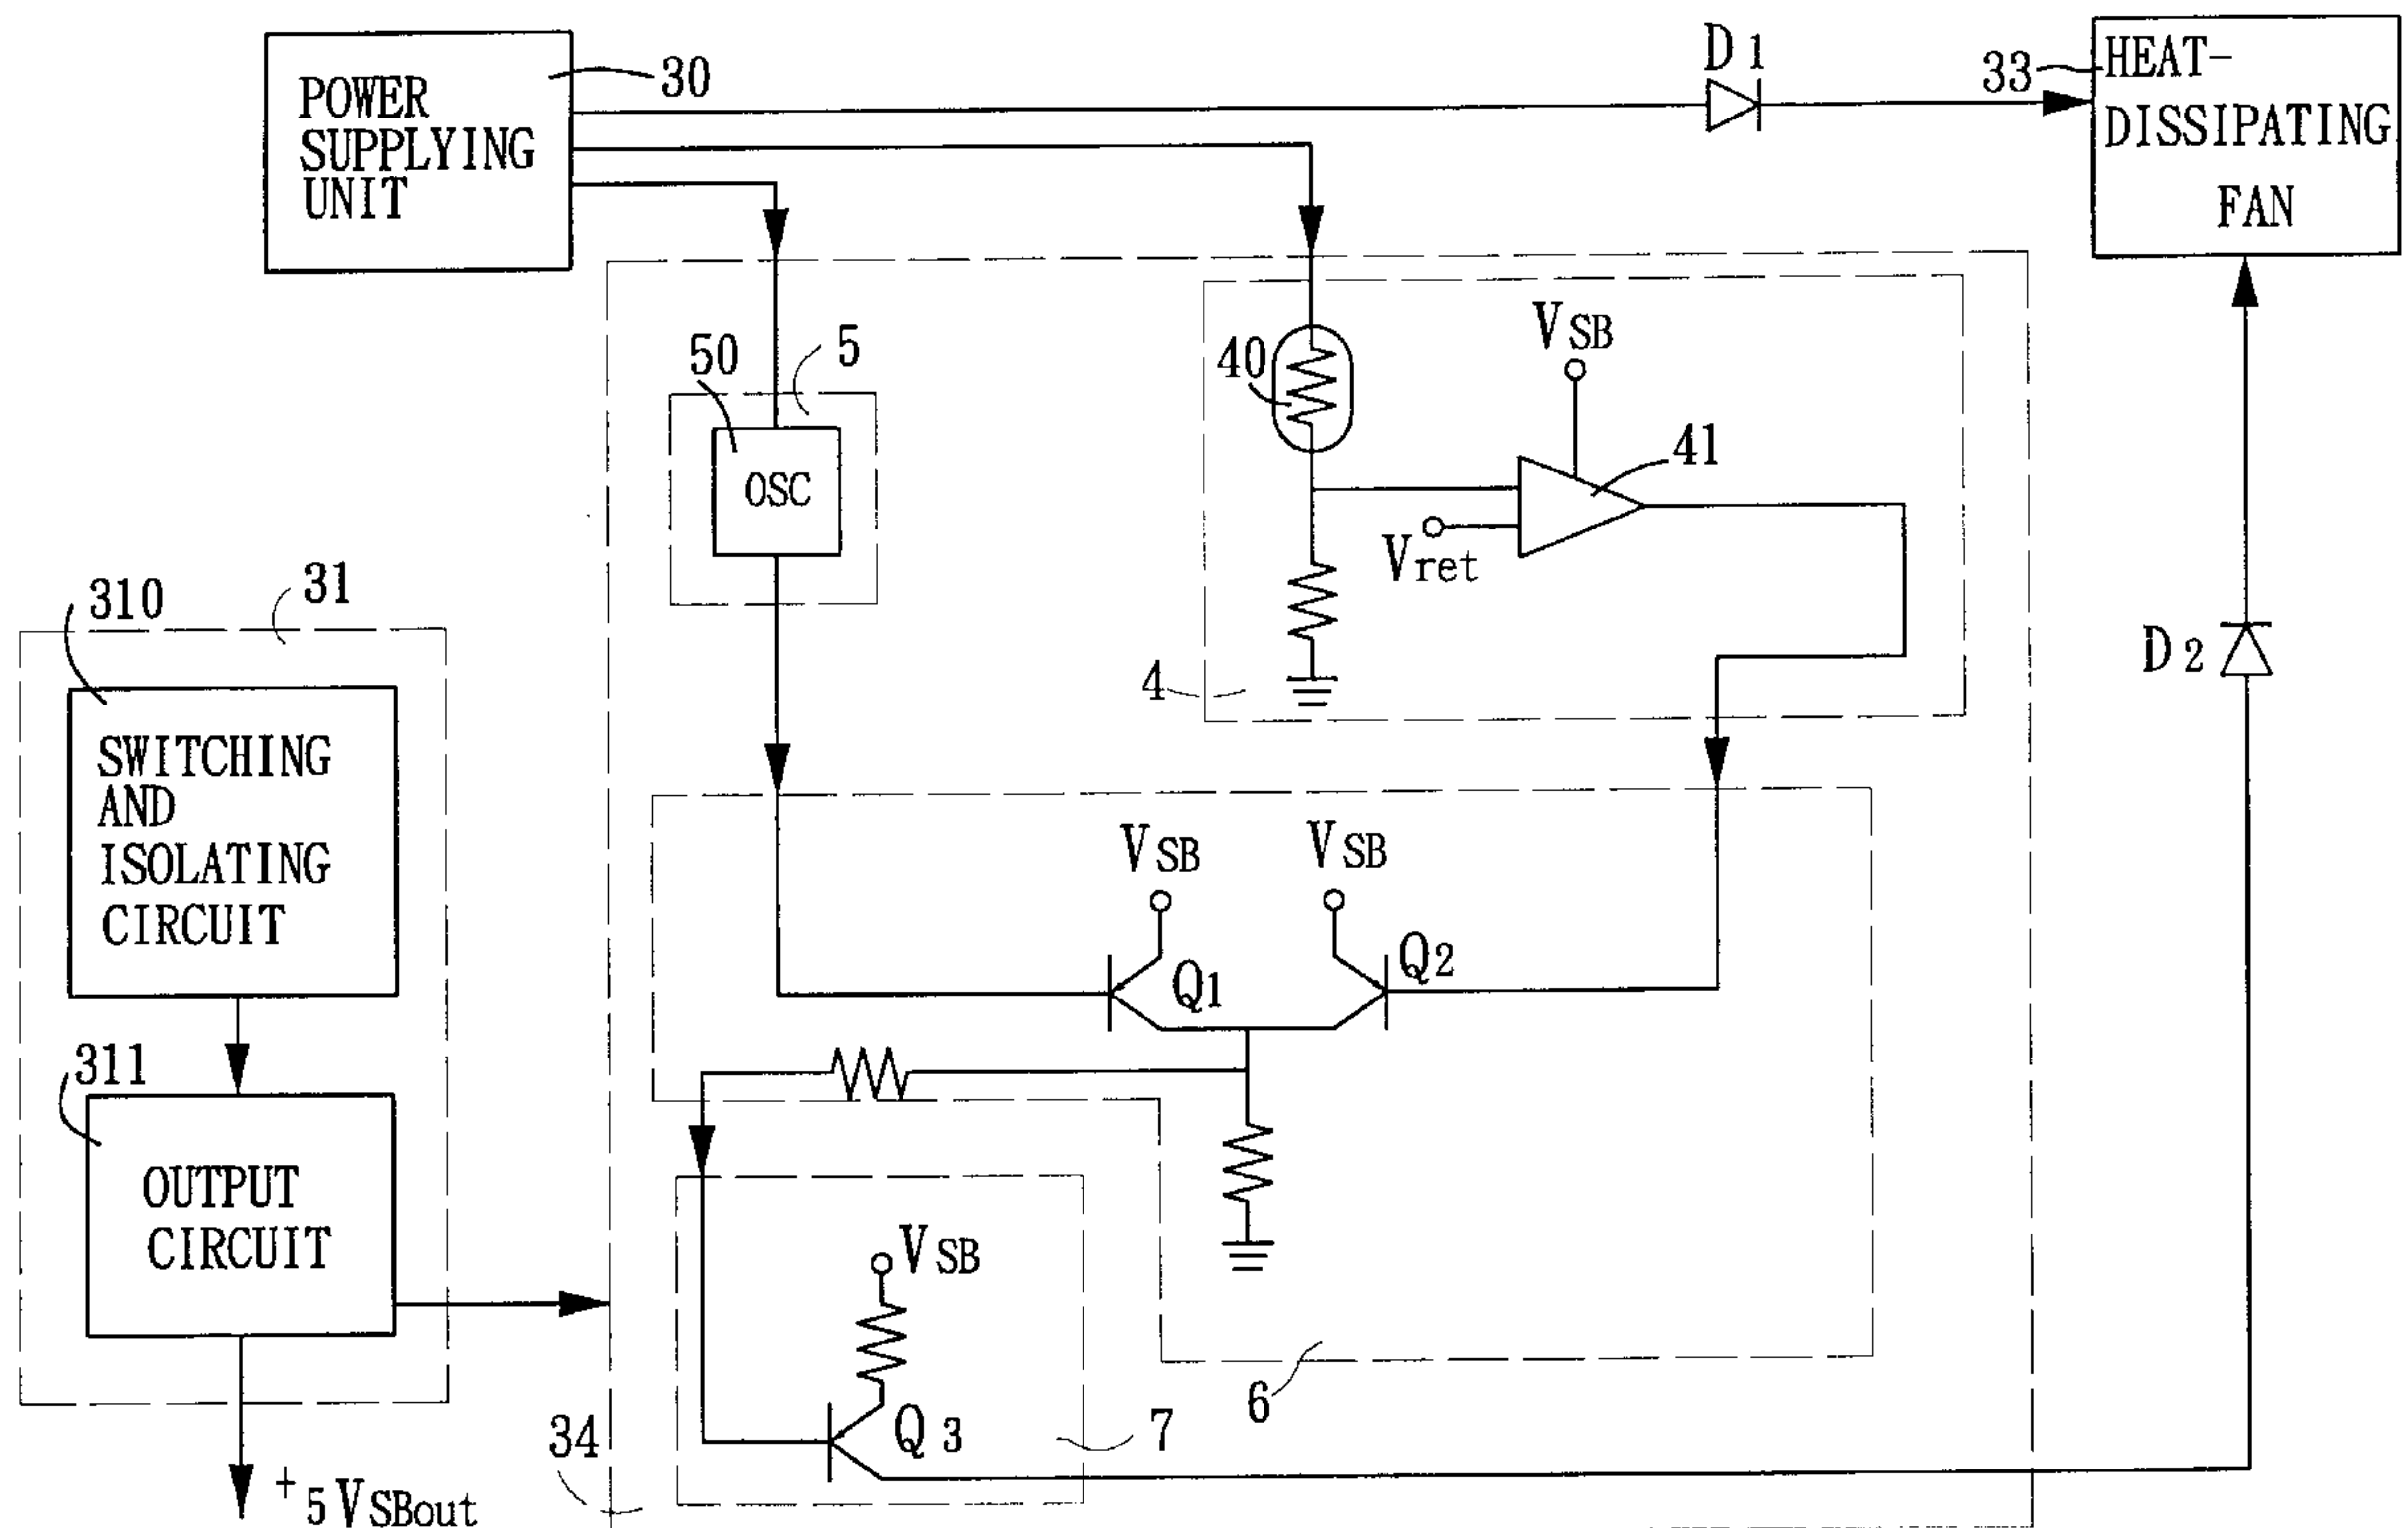 POWER
SUPPLYING
UNIT
30
D1
33
HEAT-
DISSIPATING
FAN
50
5
OSC
40
VSB
41
Vret
4
D2
310
31
SWITCHING
AND
ISOLATING
CIRCUIT
311
OUTPUT
CIRCUIT
+5VSBout
VSB
VSB
Q1
Q2
VSB
Q3
7
6
34